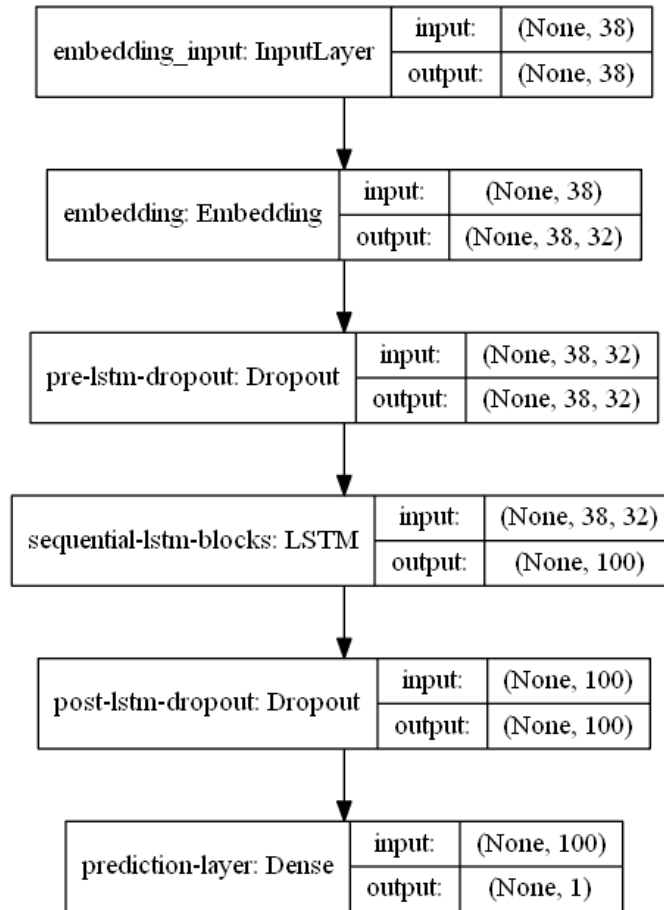 embedding_input: InputLayer
input: (None, 38)
output: (None, 38)
embedding: Embedding
input: (None, 38)
output: (None, 38, 32)
pre-lstm-dropout: Dropout
input: (None, 38, 32)
output: (None, 38, 32)
sequential-lstm-blocks: LSTM
input: (None, 38, 32)
output: (None, 100)
post-lstm-dropout: Dropout
input: (None, 100)
output: (None, 100)
prediction-layer: Dense
input: (None, 100)
output: (None, 1)